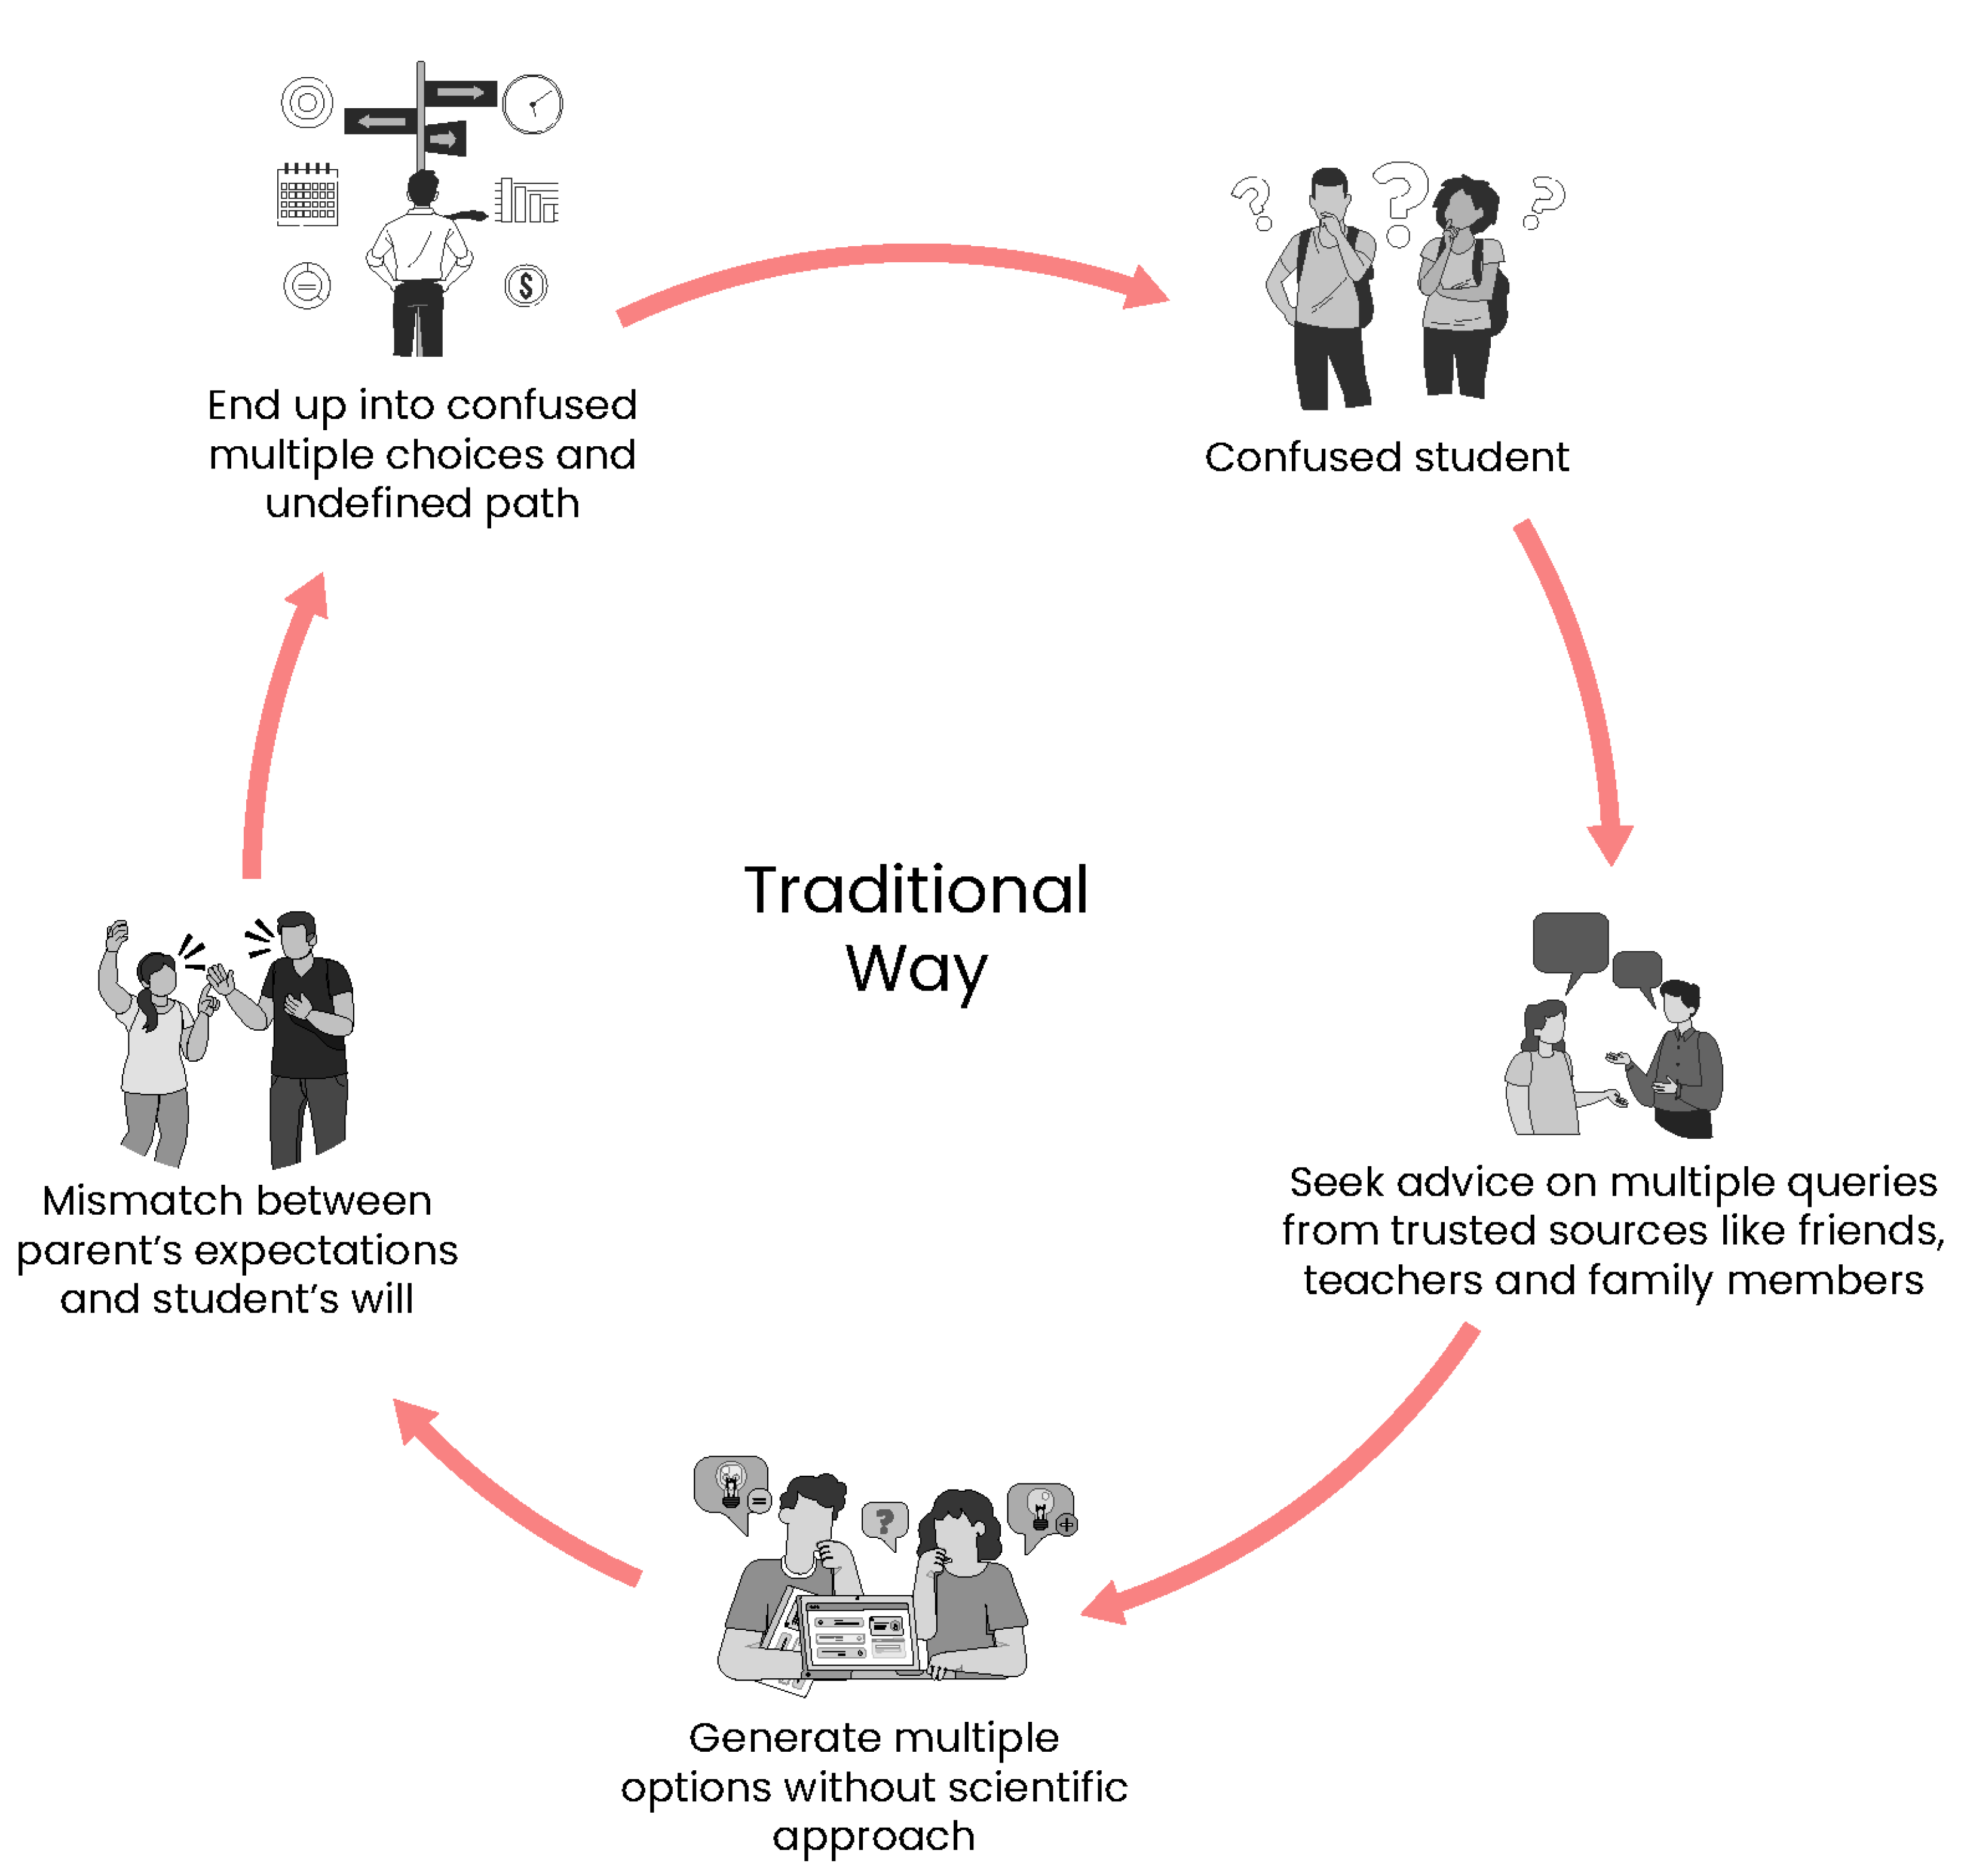 End up into confused
multiple choices and
undefined path
Confused student
Traditional
Way
Mismatch between
parent’s expectations
and student’s will
Seek advice on multiple queries
from trusted sources like friends,
teachers and family members
Generate multiple
options without scientific
approach